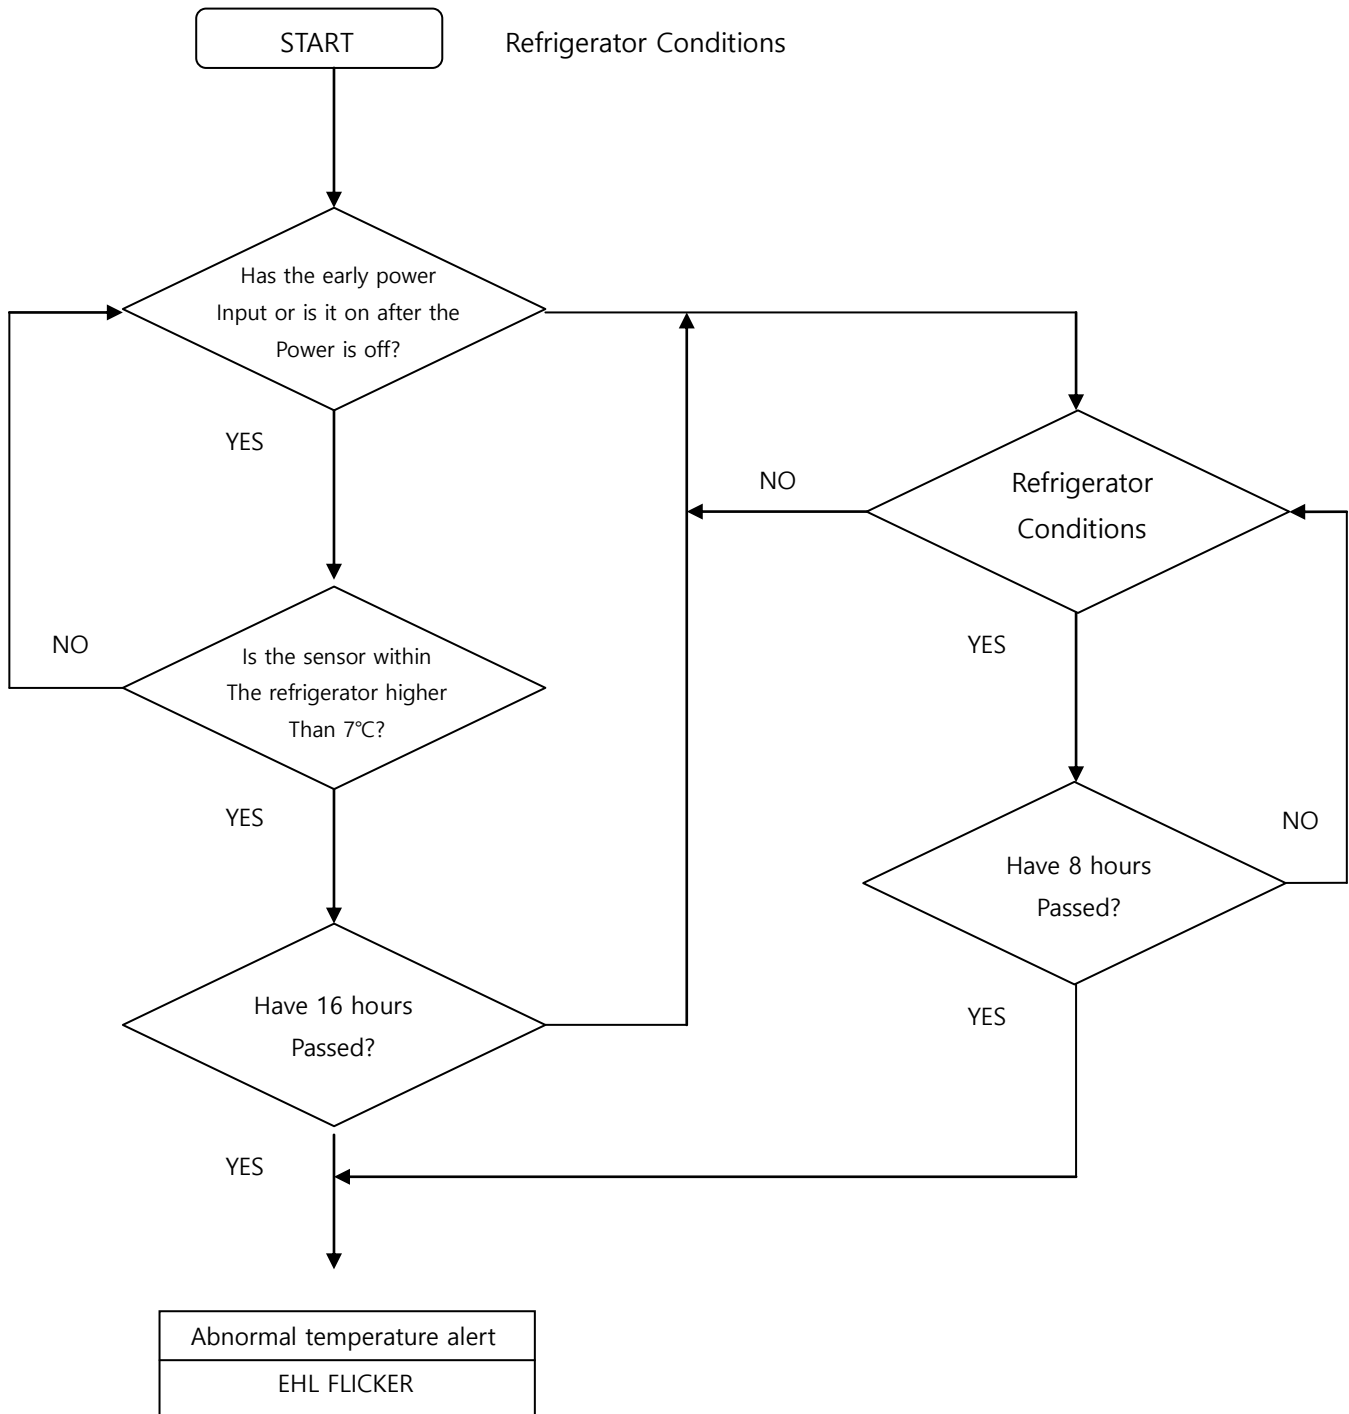 START
Refrigerator Conditions
Has the early power
Input or is it on after the
Power is off?
YES
NO
Refrigerator
Conditions
NO
Is the sensor within
The refrigerator higher
Than 7℃?
YES
YES
NO
Have 8 hours
Passed?
Have 16 hours
Passed?
YES
YES
Abnormal temperature alert
EHL FLICKER